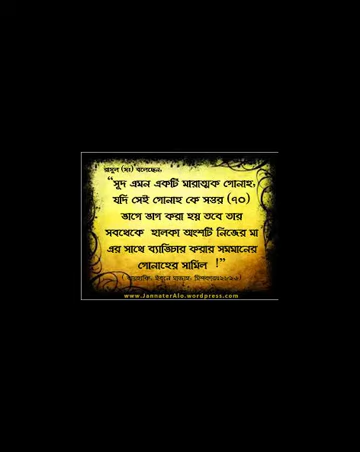 রাসুল (সাঃ) বলেছেন,
“সুদ এমন একটি মারাত্মক গোনাহ,
যদি সেই গোনাহ কে সত্তর (৭০)
ভাগে ভাগ করা হয় তবে তার
সবথেকে হালকা অংশটি নিজের মা
এর সাথে ব্যাভিচার করার সমমানের
গোনাহের সামিল !”
ইবনে মাজাহ,
www.JannaterAlo.wordpress.com